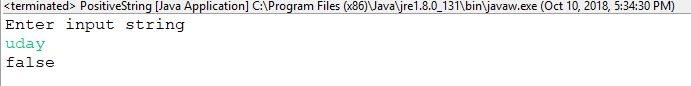 <terminated> PositiveString [Java Application] C:\Program Files (x86)\Java\jre1.8.0_131\bin\javaw.exe (Oct 10, 2018, 5:34:30 PM)
Enter input string
uday
false